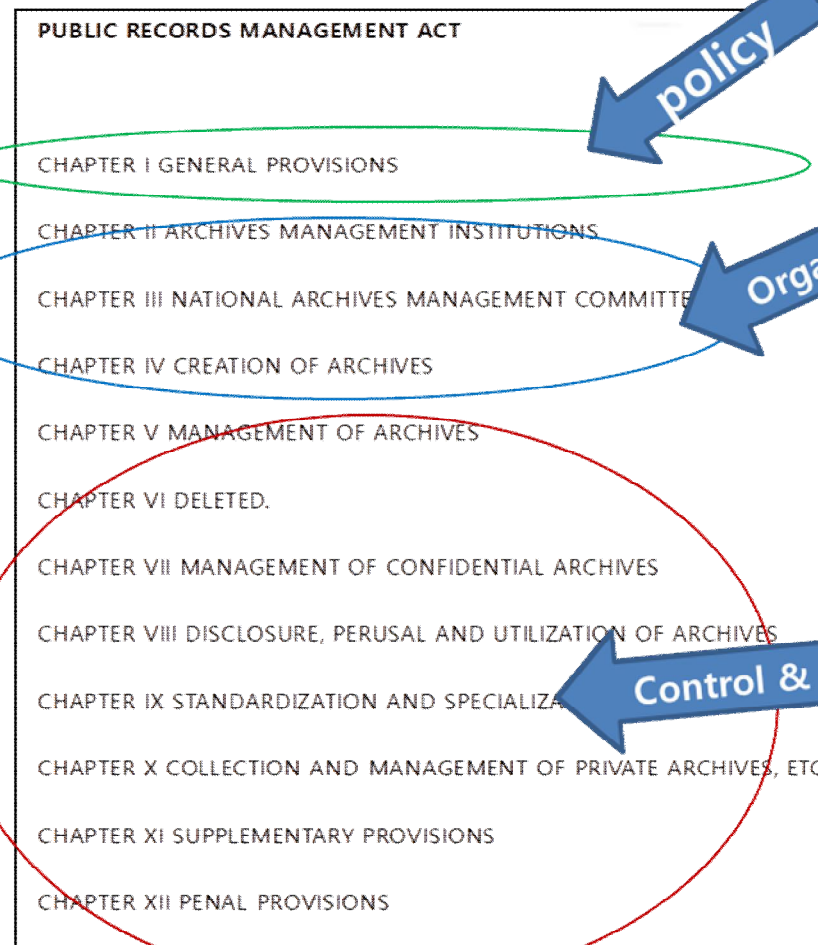 PUBLIC RECORDS MANAGEMENT ACT
policy
CHAPTER I GENERAL PROVISIONS
CHAPTER II ARCHIVES MANAGEMENT INSTITUTIONS
CHAPTER III NATIONAL ARCHIVES MANAGEMENT COMMITTE
Orga
CHAPTER IV CREATION OF ARCHIVES
CHAPTER V MANAGEMENT OF ARCHIVES
CHAPTER VI DELETED.
CHAPTER VII MANAGEMENT OF CONFIDENTIAL ARCHIVES
CHAPTER VIII DISCLOSURE, PERUSAL AND UTILIZATION OF ARCHIVES
CHAPTER IX STANDARDIZATION AND SPECIALIZA
Control &
CHAPTER X COLLECTION AND MANAGEMENT OF PRIVATE ARCHIVES, ETC
CHAPTER XI SUPPLEMENTARY PROVISIONS
CHAPTER XII PENAL PROVISIONS